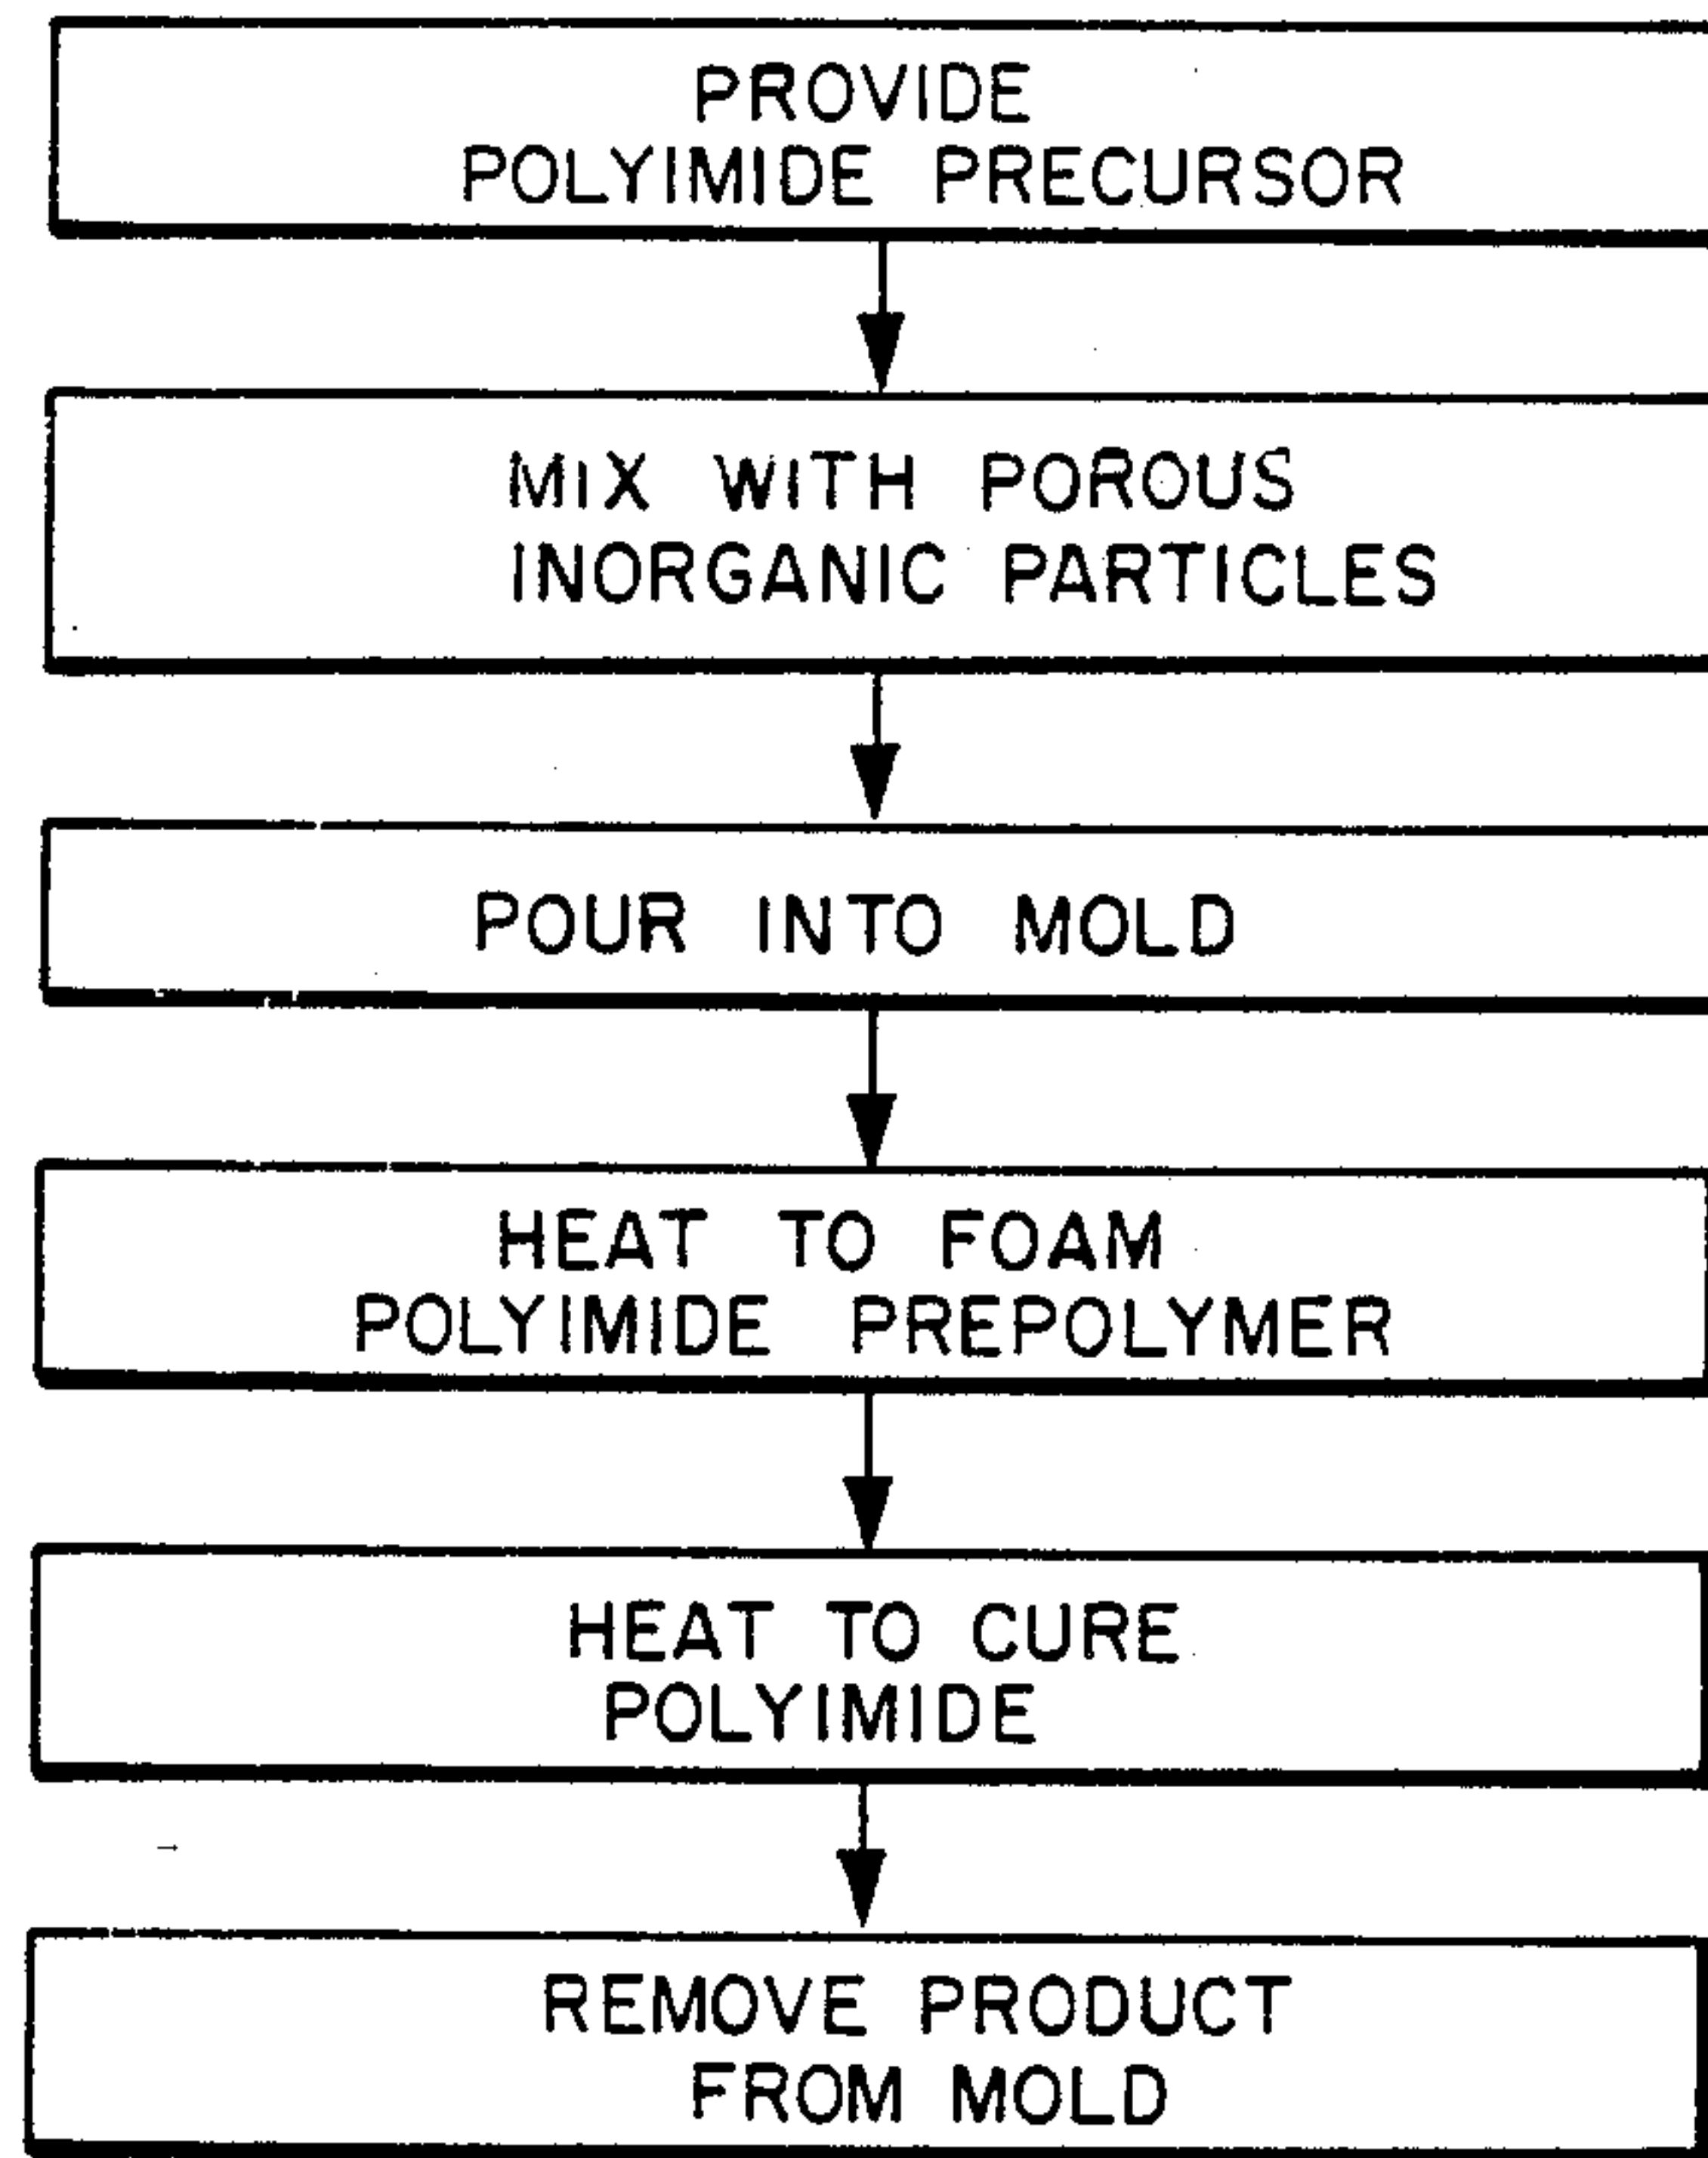 PROVIDE
POLYIMIDE PRECURSOR
MIX WITH POROUS
INORGANIC PARTICLES
POUR INTO MOLD
HEAT TO FOAM
POLYIMIDE PREPOLYMER
HEAT TO CURE
POLYIMIDE
REMOVE PRODUCT
FROM MOLD